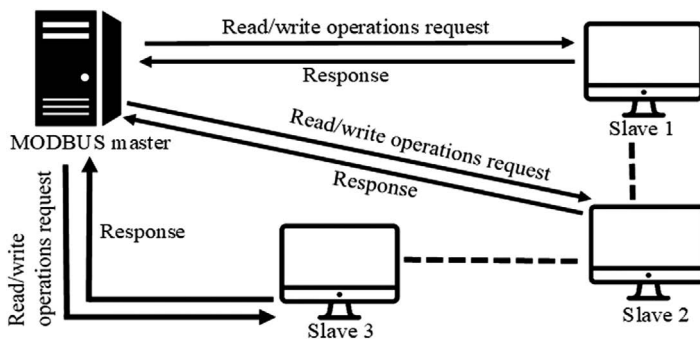 Read/write operations request
Response
Slave 1
MODBUS master
Read/write operations request
Response
Read/write
operations request
Response
Slave 3
Slave 2